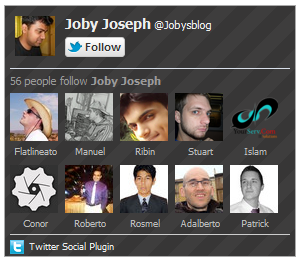 Joby Joseph @Jobysblog
Follow
56 people follow Joby Joseph
Flatlineato Manuel Ribin Stuart Islam
Conor Roberto Rosmel Adalberto Patrick
Twitter Social Plugin